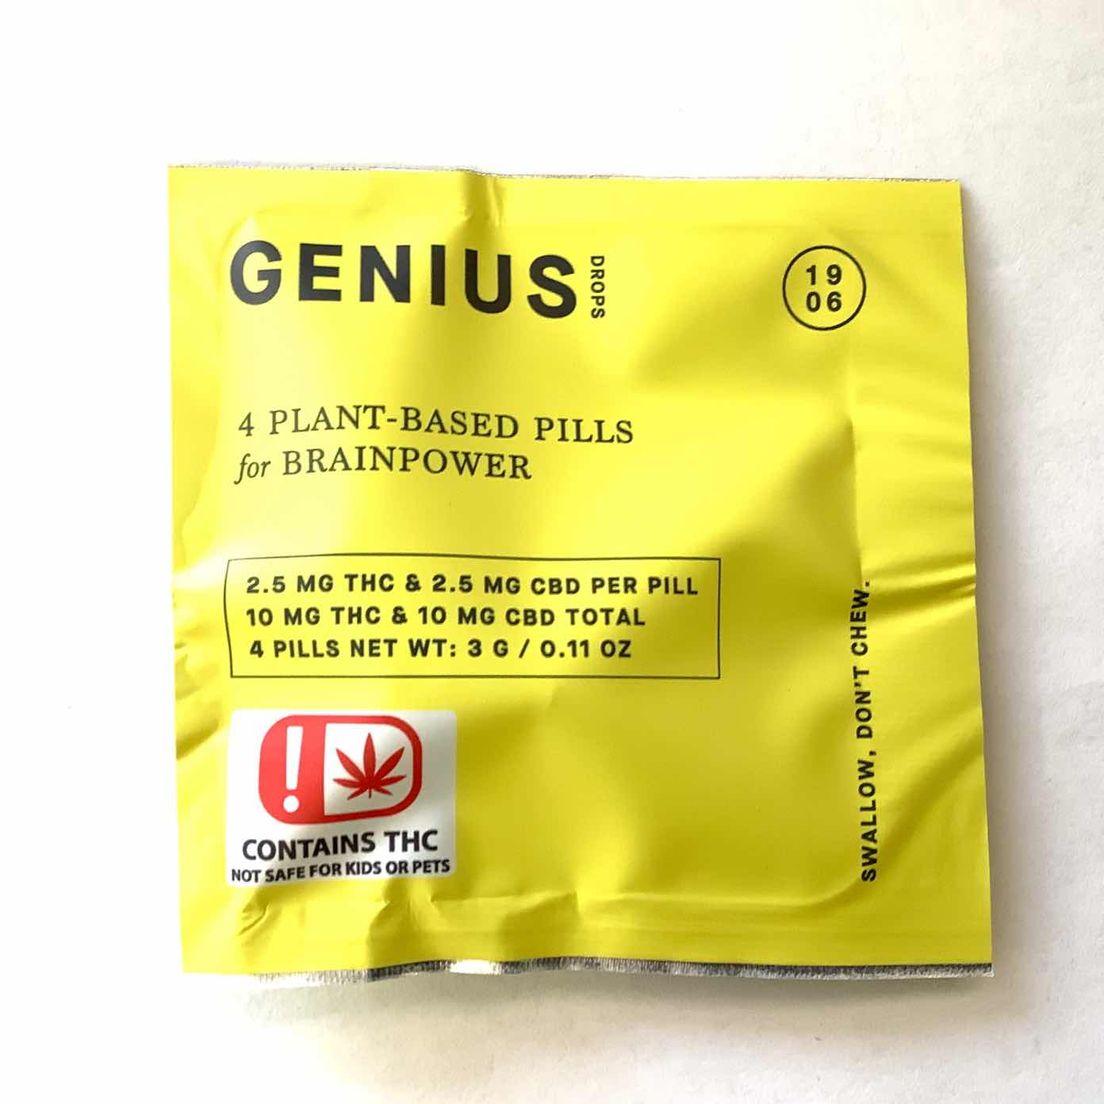 GENIUS
DROPS
19
06
4 PLANT-BASED PILLS
for BRAINPOWER
2.5 MG THC & 2.5 MG CBD PER PILL
10 MG THC & 10 MG CBD TOTAL
4 PILLS NET WT: 3 G / 0.11 OZ
SWALLOW, DON'T CHEW.
!
CONTAINS THC
NOT SAFE FOR KIDS OR PETS